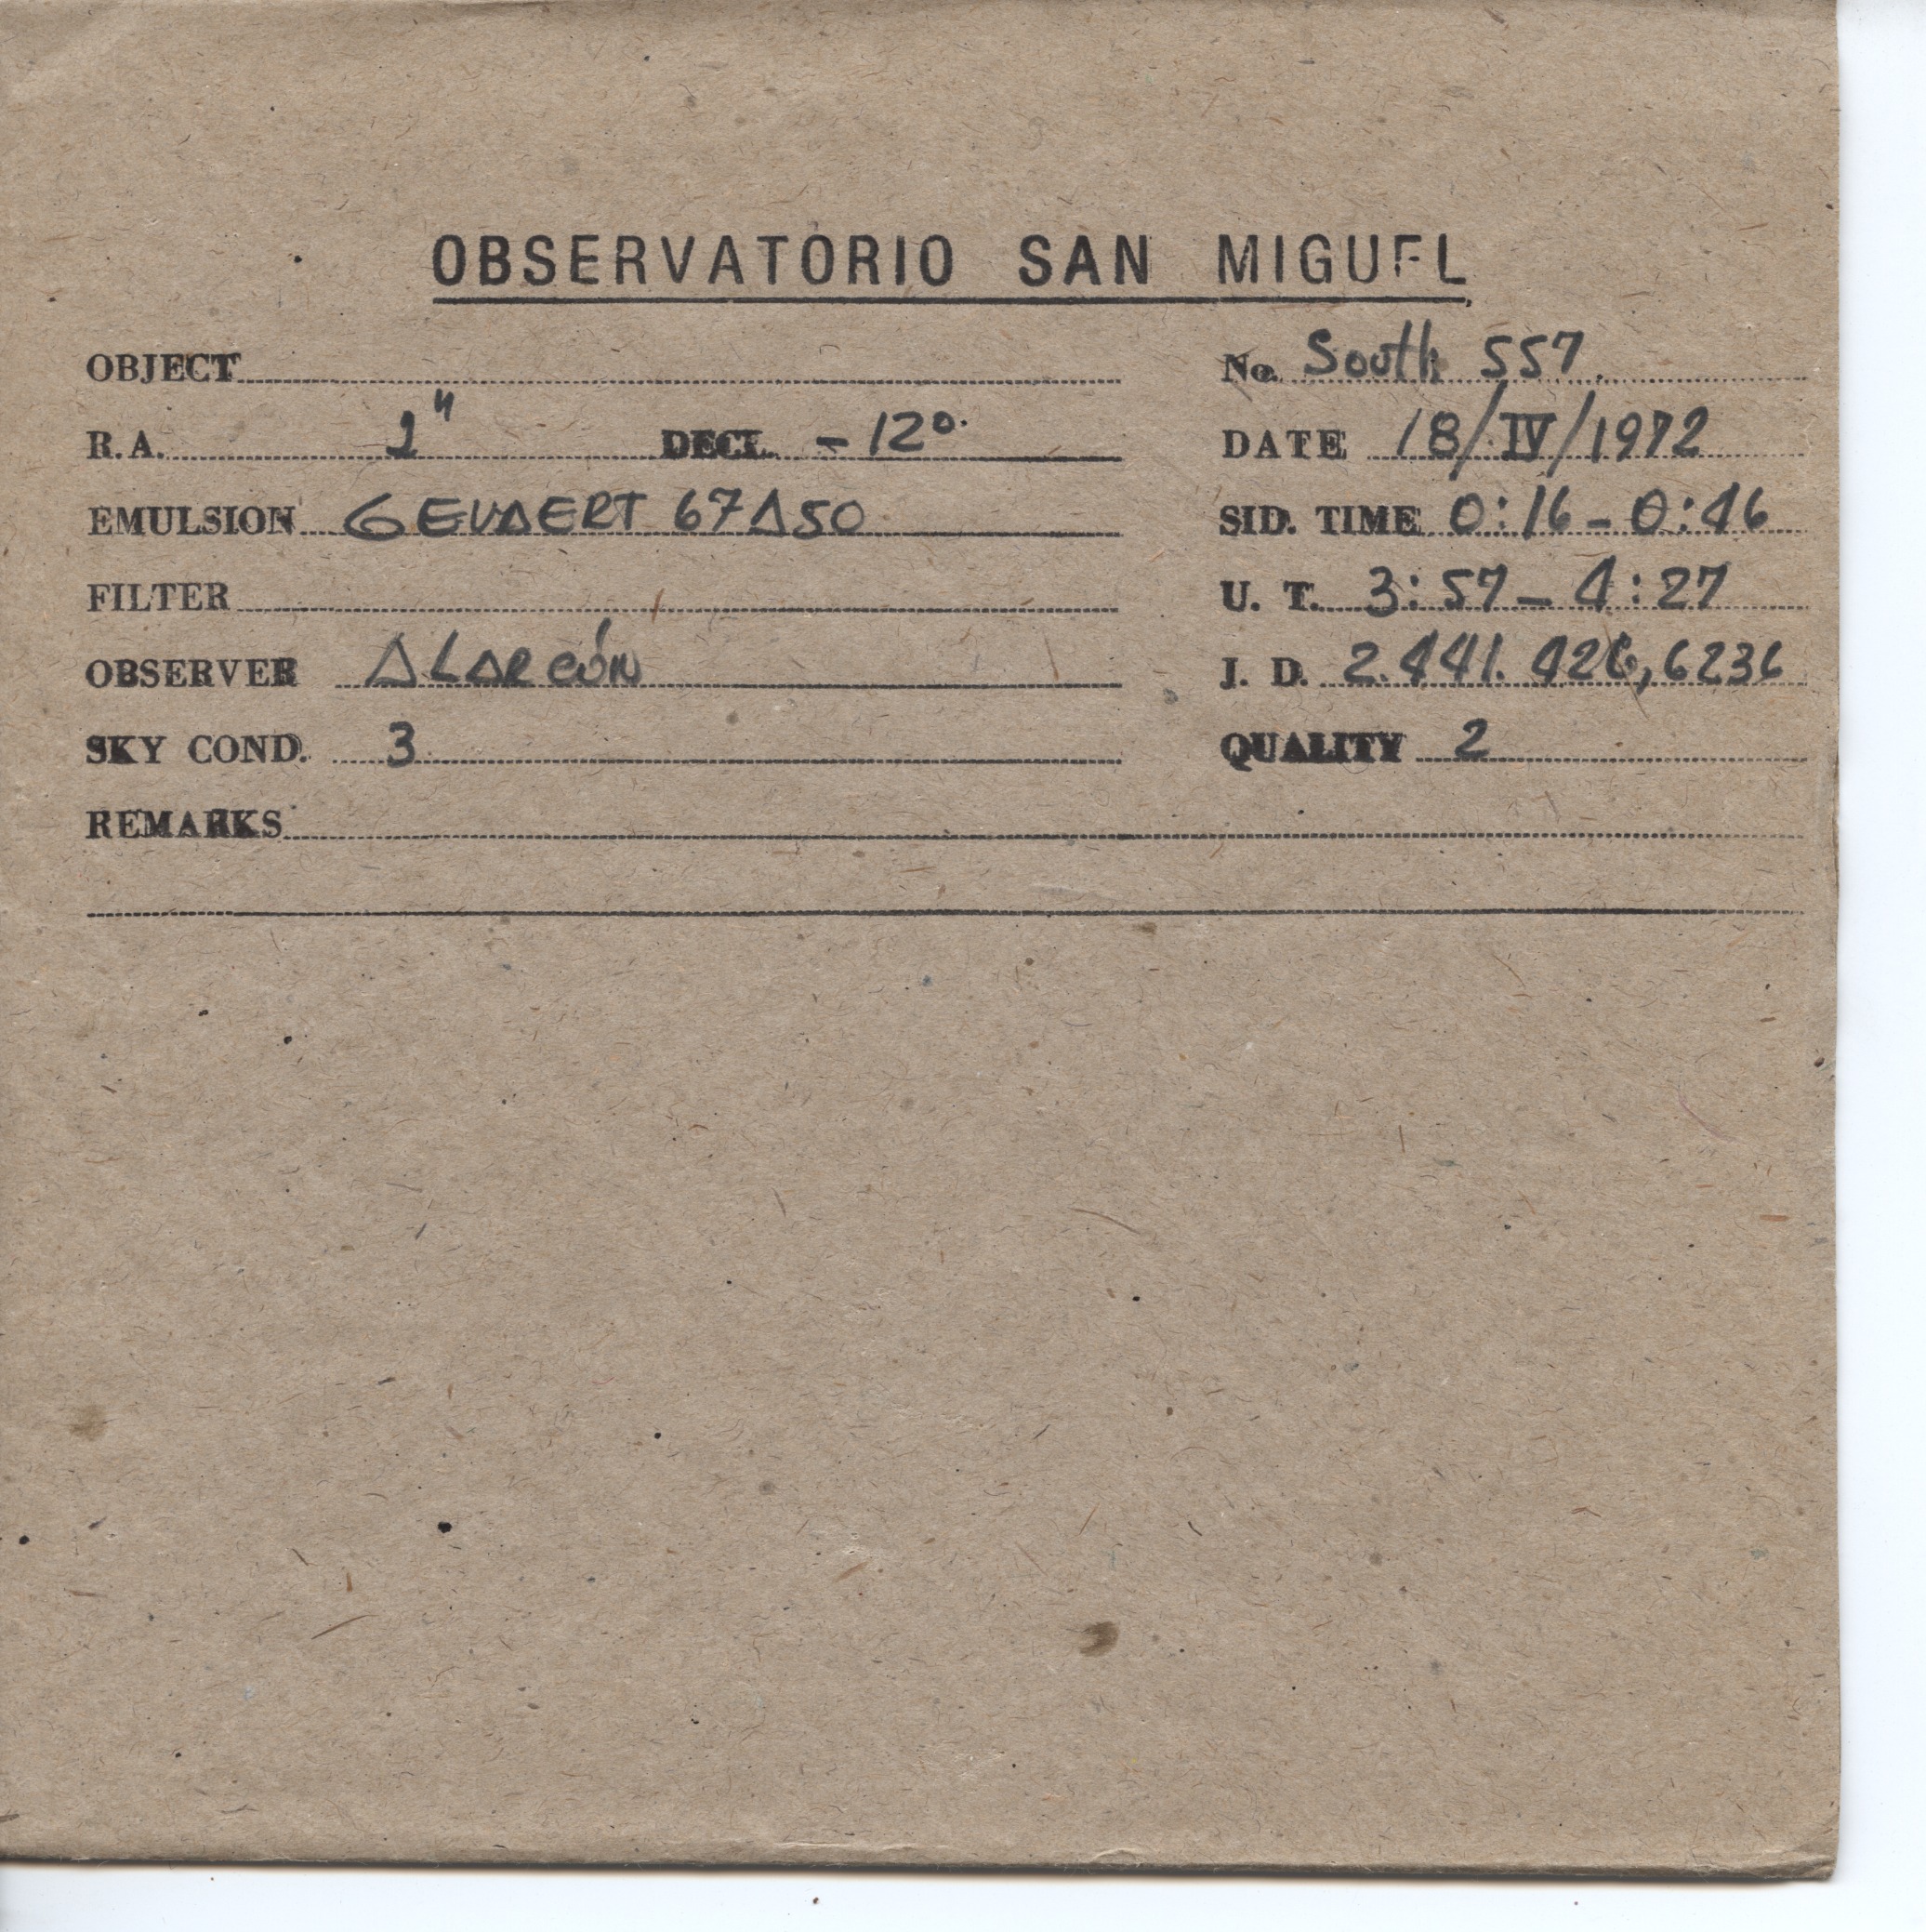 OBSERVATORIO SAN MIGUEL
OBJECT No. South 557.
R.A. 1ʰ DECL. -12°. DATE 18/IV/1972
EMULSION GEVAERT 67A50 SID. TIME 0:16-0:46
FILTER U. T. 3:57-4:27
OBSERVER ALARCÓN J. D. 2.441.426,6236
SKY COND. 3 QUALITY 2
REMARKS